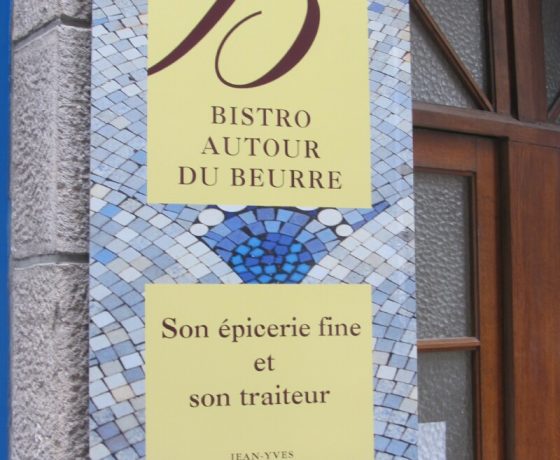 B
BISTRO
AUTOUR
DU BEURRE
Son épicerie fine
et
son traiteur
JEAN-YVES